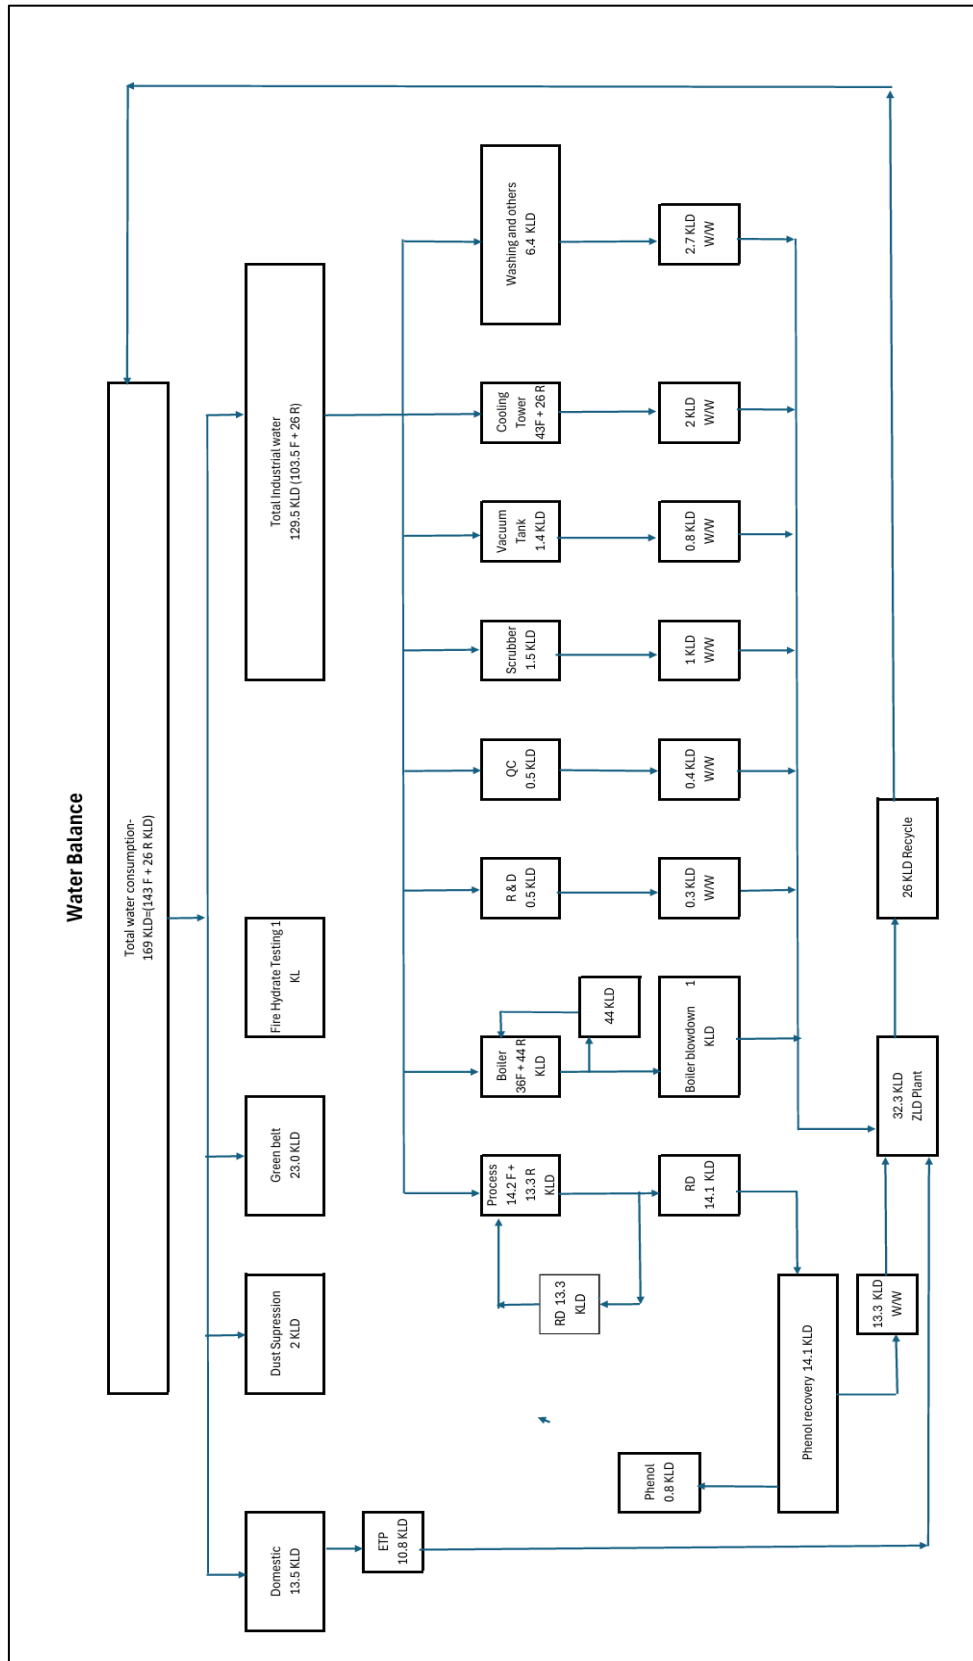 Water Balance
Total water consumption-
169 KLD=(143 F + 26 R KLD)
Domestic
13.5 KLD
Dust Supression
2 KLD
Green belt
23.0 KLD
Fire Hydrate Testing 1
KL
Total Industrial water
129.5 KLD (103.5 F + 26 R)
ETP
10.8 KLD
Process
14.2 F +
13.3 R
KLD
Boiler
36F + 44 R
KLD
R & D
0.5 KLD
QC
0.5 KLD
Scrubber
1.5 KLD
Vacuum
Tank
1.4 KLD
Cooling
Tower
43F + 26 R
Washing and others
6.4 KLD
RD 13.3
KLD
44 KLD
Phenol
0.8 KLD
RD
14.1 KLD
Boiler blowdown 1
KLD
0.3 KLD
W/W
0.4 KLD
W/W
1 KLD
W/W
0.8 KLD
W/W
2 KLD
W/W
2.7 KLD
W/W
Phenol recovery 14.1 KLD
13.3 KLD
W/W
32.3 KLD
ZLD Plant
26 KLD Recycle